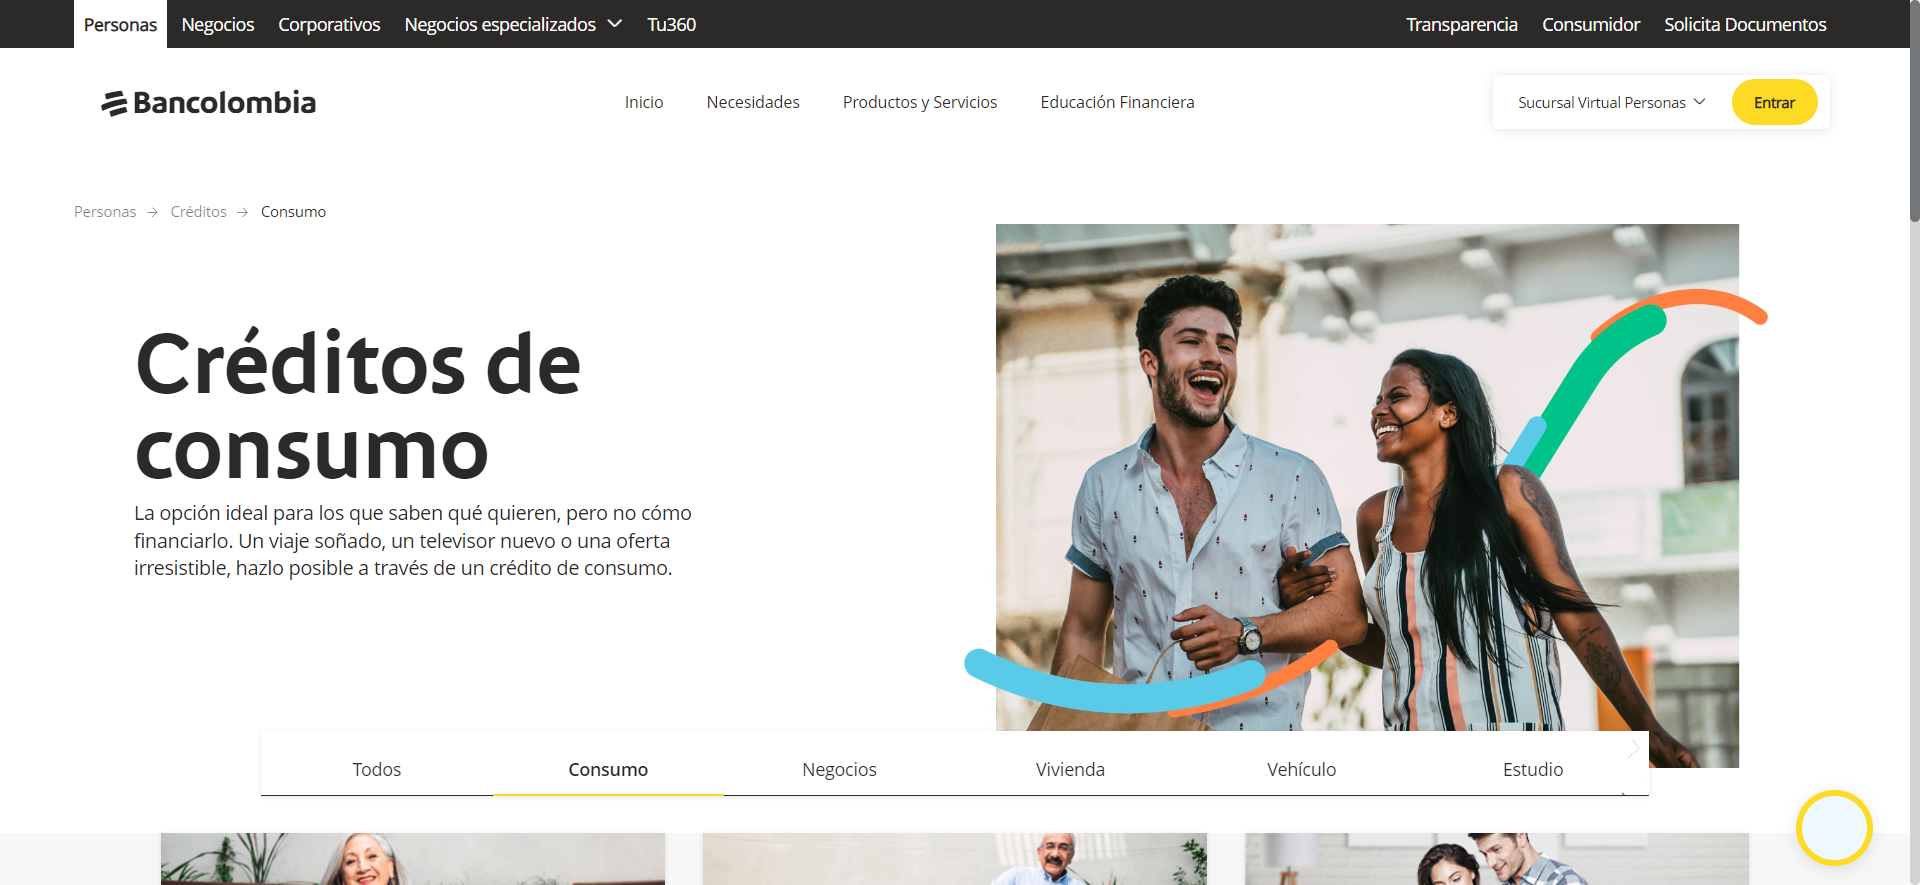 Personas Negocios Corporativos Negocios especializados Tu360 Transparencia Consumidor Solicita Documentos
Bancolombia Inicio Necesidades Productos y Servicios Educación Financiera Sucursal Virtual Personas Entrar
Personas → Créditos → Consumo
Créditos de
consumo
La opción ideal para los que saben qué quieren, pero no cómo
financiarlo. Un viaje soñado, un televisor nuevo o una oferta
irresistible, hazlo posible a través de un crédito de consumo.
Todos Consumo Negocios Vivienda Vehículo Estudio